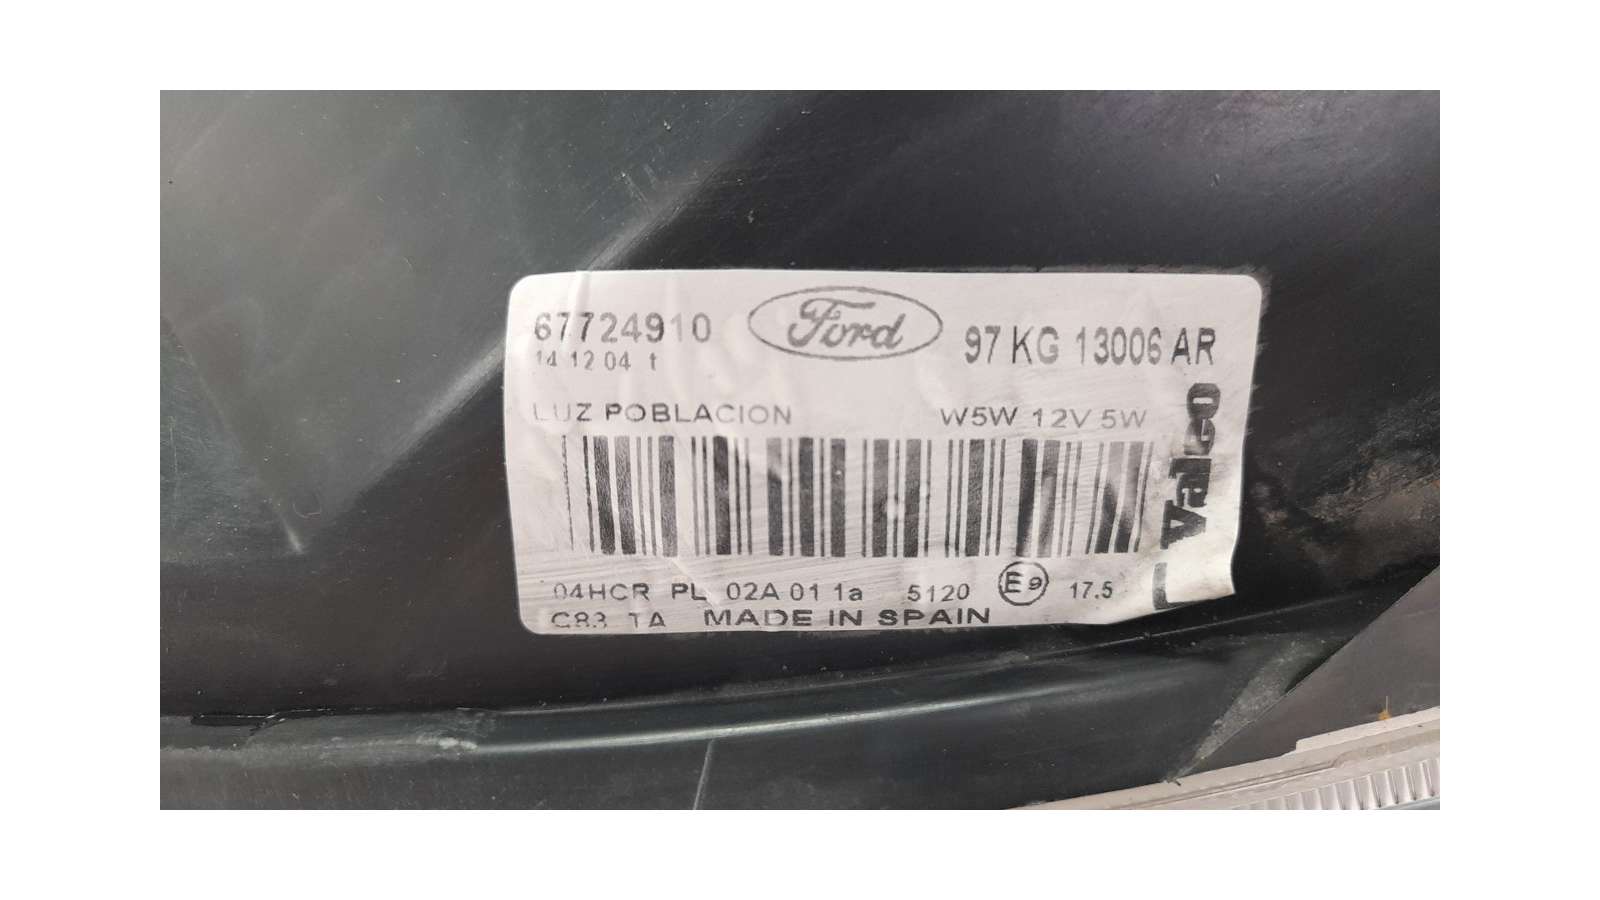 67724910 Ford 97 KG 13006 AR
14 12 04 t
LUZ POBLACION W5W 12V 5W
Valeo
04HCR PL 02A 01 1a 5120 E9 17.5
C83 TA MADE IN SPAIN